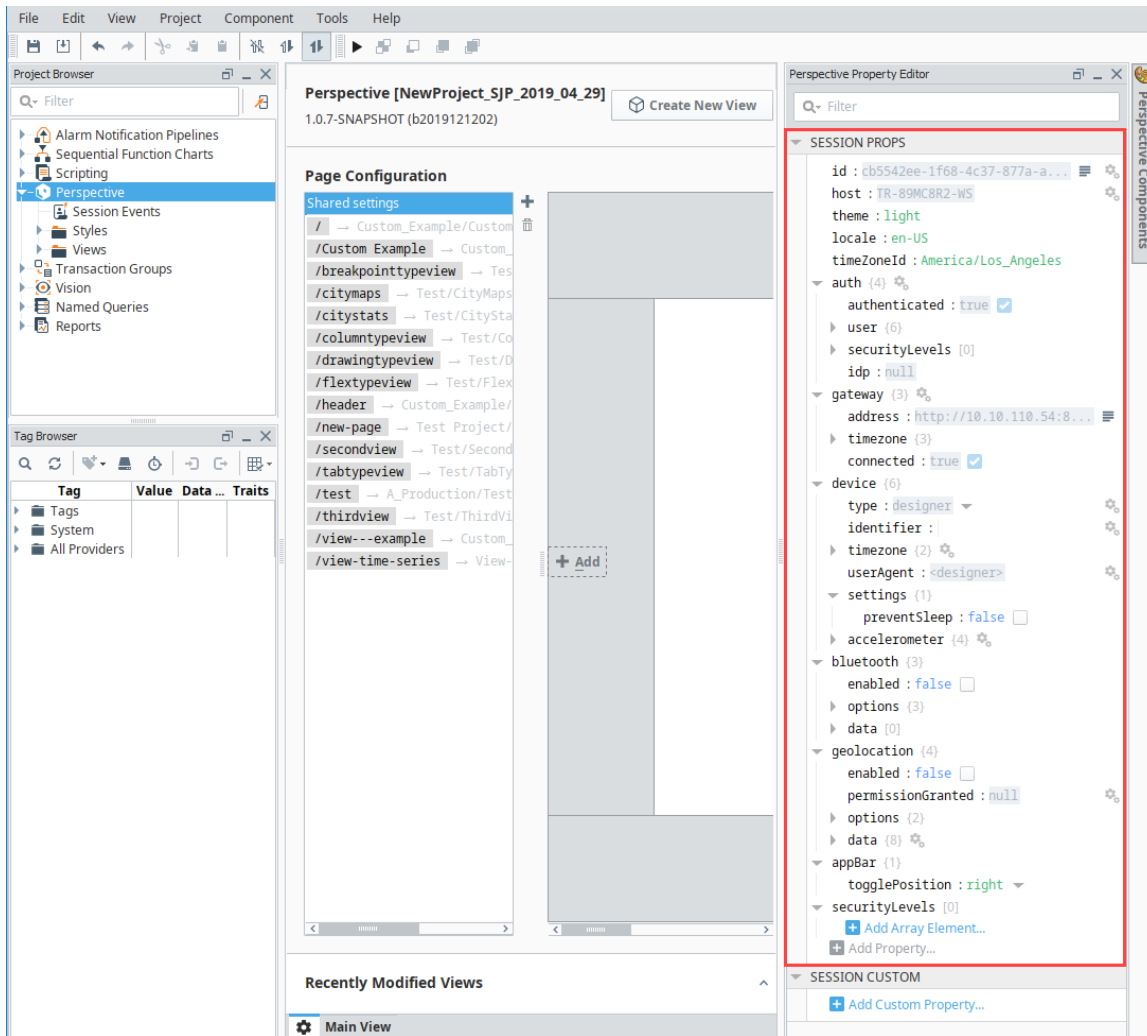 File Edit View Project Component Tools Help
Project Browser
Filter
Alarm Notification Pipelines
Sequential Function Charts
Scripting
Perspective
Session Events
Styles
Views
Transaction Groups
Vision
Named Queries
Reports
Tag Browser
Tag Value Data ... Traits
Tags
System
All Providers
Perspective [NewProject_SJP_2019_04_29]
1.0.7-SNAPSHOT (b2019121202)
Create New View
Page Configuration
Shared settings
/ → Custom_Example/Custom
/Custom Example → Custom_
/breakpointtypeview → Tes
/citymaps → Test/CityMaps
/citystats → Test/CitySta
/columntypeview → Test/Co
/drawingtypeview → Test/D
/flextypeview → Test/Flex
/header → Custom_Example/
/new-page → Test Project/
/secondview → Test/Second
/tabtypeview → Test/TabTy
/test → A_Production/Test
/thirdview → Test/ThirdVi
/view---example → Custom_
/view-time-series → View-
Add
Recently Modified Views
Main View
Perspective Property Editor
Filter
SESSION PROPS
id : cb5542ee-1f68-4c37-877a-a...
host : TR-89MC8R2-WS
theme : light
locale : en-US
timeZoneId : America/Los_Angeles
auth {4}
authenticated : true
user {6}
securityLevels [0]
idp : null
gateway {3}
address : http://10.10.110.54:8...
timezone {3}
connected : true
device {6}
type : designer
identifier :
timezone {2}
userAgent : <designer>
settings {1}
preventSleep : false
accelerometer {4}
bluetooth {3}
enabled : false
options {3}
data [0]
geolocation {4}
enabled : false
permissionGranted : null
options {2}
data {8}
appBar {1}
togglePosition : right
securityLevels [0]
Add Array Element...
Add Property...
SESSION CUSTOM
Add Custom Property...
Perspective Components